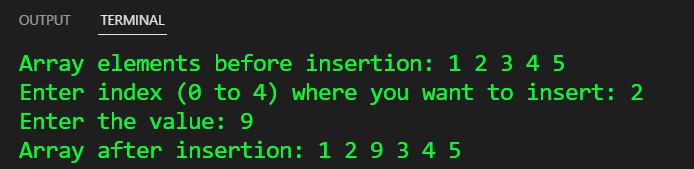 OUTPUT TERMINAL
Array elements before insertion: 1 2 3 4 5
Enter index (0 to 4) where you want to insert: 2
Enter the value: 9
Array after insertion: 1 2 9 3 4 5